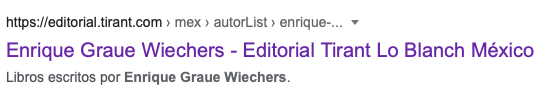 https://editorial.tirant.com › mex › autorList › enrique-...
Enrique Graue Wiechers - Editorial Tirant Lo Blanch México
Libros escritos por Enrique Graue Wiechers.